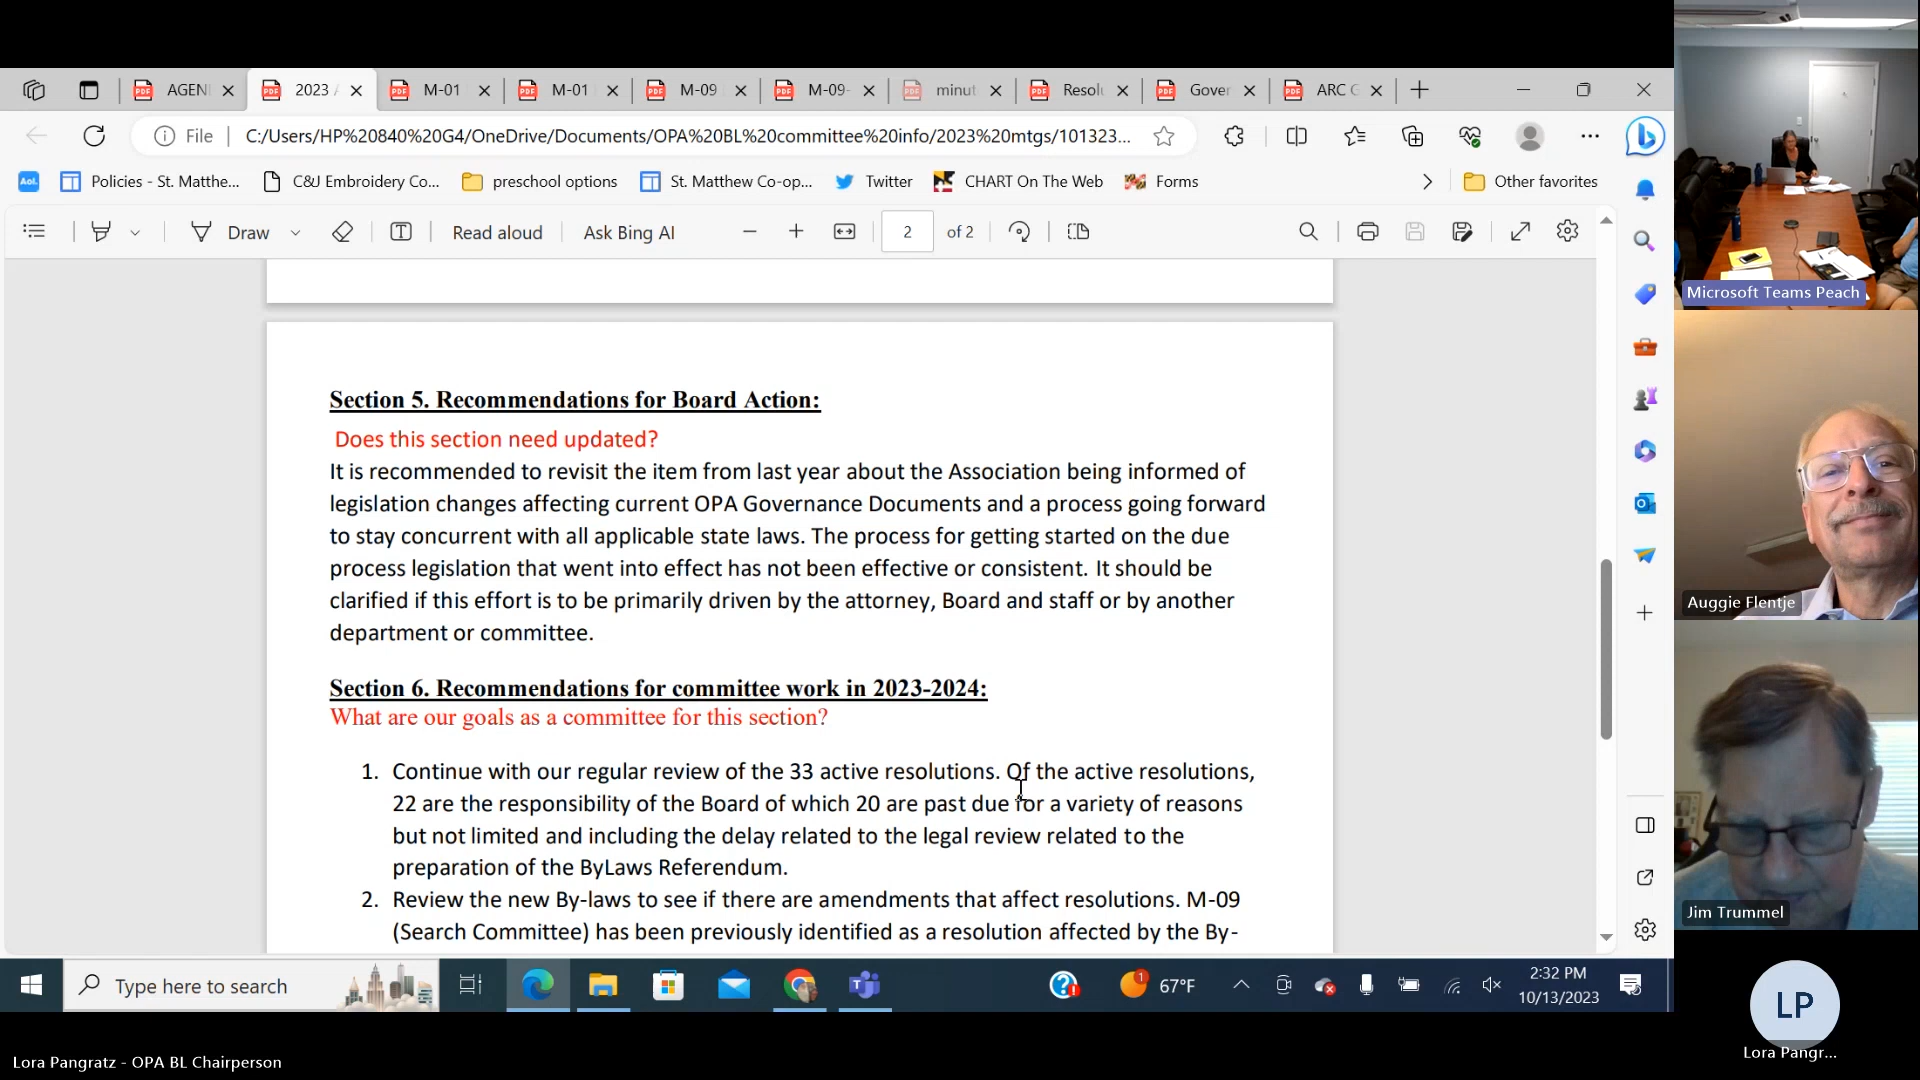 AGEN
2023
M-01
M-01
M-09
M-09-
minut
Resolu
Gover
ARC G
File
C:/Users/HP%20840%20G4/OneDrive/Documents/OPA%20BL%20committee%20info/2023%20mtgs/101323...
Aol.
Policies - St. Matthe...
C&J Embroidery Co...
preschool options
St. Matthew Co-op...
Twitter
CHART On The Web
Forms
Other favorites
Draw
Read aloud
Ask Bing AI
2
of 2
Section 5. Recommendations for Board Action:
Does this section need updated?
It is recommended to revisit the item from last year about the Association being informed of
legislation changes affecting current OPA Governance Documents and a process going forward
to stay concurrent with all applicable state laws. The process for getting started on the due
process legislation that went into effect has not been effective or consistent. It should be
clarified if this effort is to be primarily driven by the attorney, Board and staff or by another
department or committee.
Section 6. Recommendations for committee work in 2023-2024:
What are our goals as a committee for this section?
1. Continue with our regular review of the 33 active resolutions. Of the active resolutions,
22 are the responsibility of the Board of which 20 are past due for a variety of reasons
but not limited and including the delay related to the legal review related to the
preparation of the ByLaws Referendum.
2. Review the new By-laws to see if there are amendments that affect resolutions. M-09
(Search Committee) has been previously identified as a resolution affected by the By-
Type here to search
1
67°F
2:32 PM
10/13/2023
Microsoft Teams Peach
Auggie Flentje
Jim Trummel
LP
Lora Pangr...
Lora Pangratz - OPA BL Chairperson